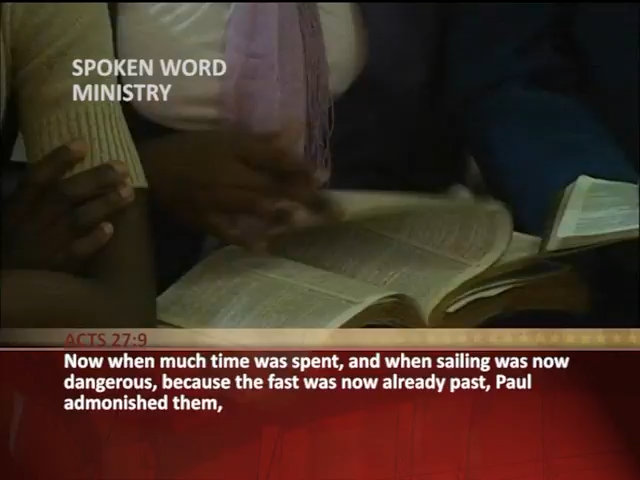 SPOKEN WORD
MINISTRY
ACTS 27:9
Now when much time was spent, and when sailing was now
dangerous, because the fast was now already past, Paul
admonished them,